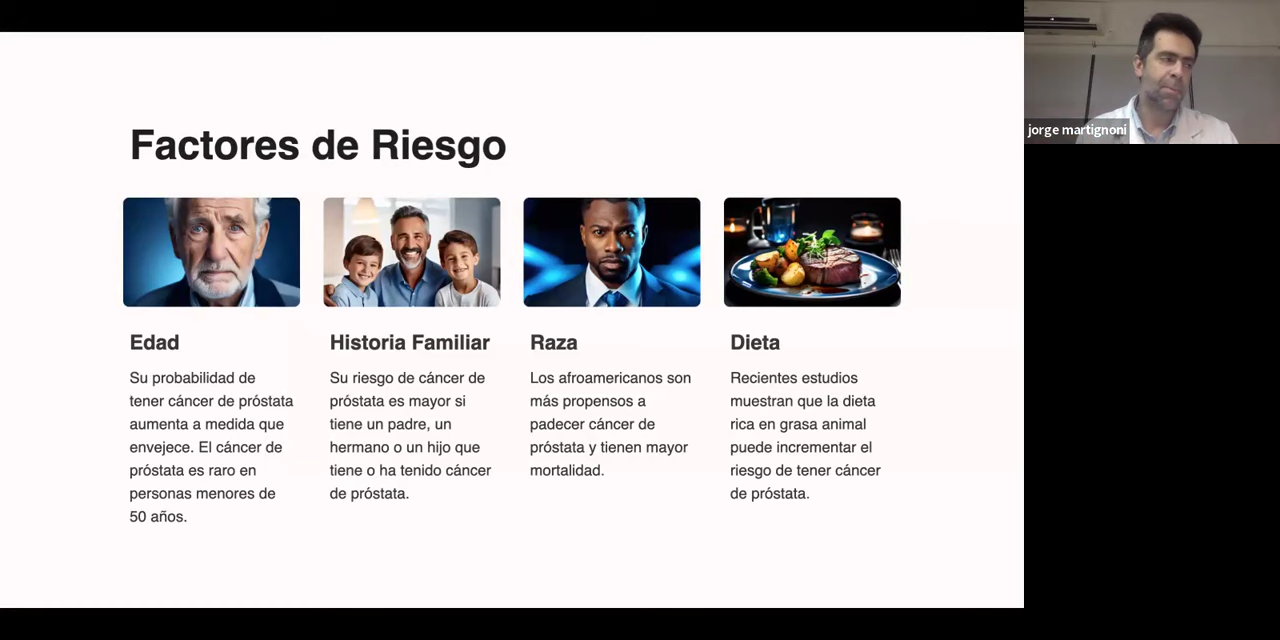 Factores de Riesgo
Edad
Su probabilidad de
tener cáncer de próstata
aumenta a medida que
envejece. El cáncer de
próstata es raro en
personas menores de
50 años.
Historia Familiar
Su riesgo de cáncer de
próstata es mayor si
tiene un padre, un
hermano o un hijo que
tiene o ha tenido cáncer
de próstata.
Raza
Los afroamericanos son
más propensos a
padecer cáncer de
próstata y tienen mayor
mortalidad.
Dieta
Recientes estudios
muestran que la dieta
rica en grasa animal
puede incrementar el
riesgo de tener cáncer
de próstata.
jorge martignoni